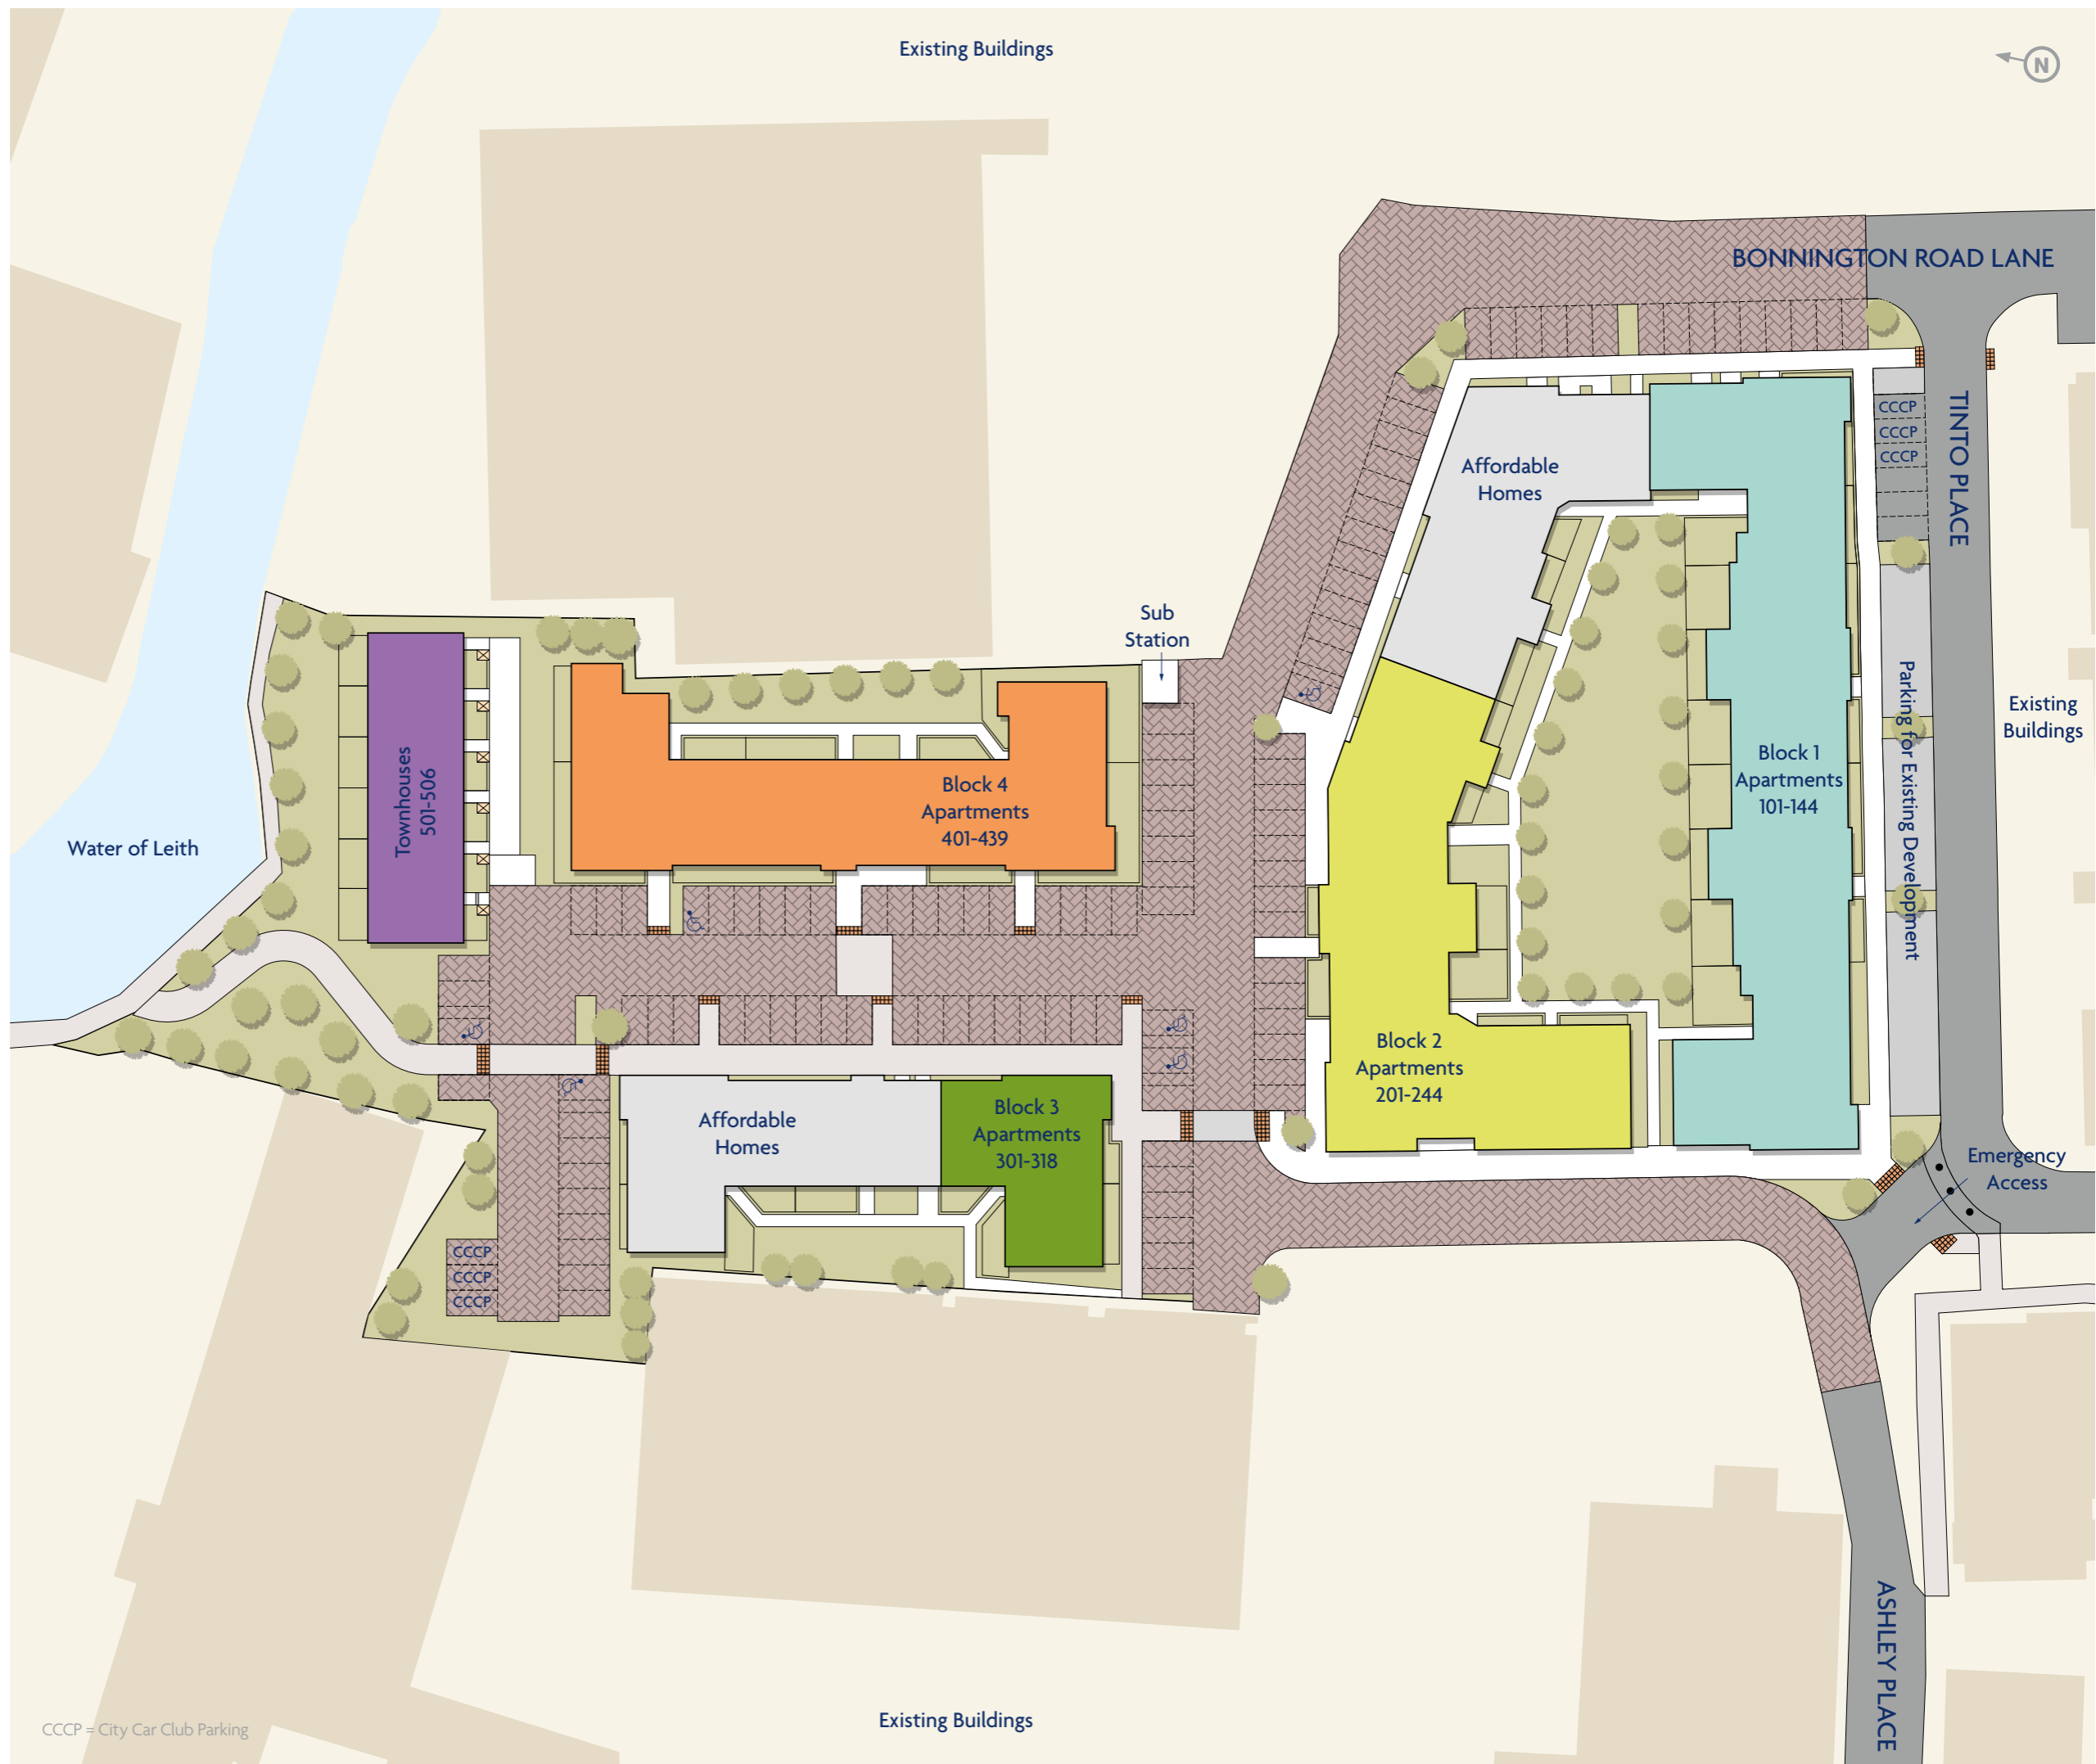 Existing Buildings
N
BONNINGTON ROAD LANE
CCCP
CCCP
CCCP
TINTO PLACE
Affordable
Homes
Sub
Station
Parking for Existing Development
Existing
Buildings
Block 1
Apartments
101-144
Townhouses
501-506
Block 4
Apartments
401-439
Water of Leith
Block 2
Apartments
201-244
Affordable
Homes
Block 3
Apartments
301-318
Emergency
Access
CCCP
CCCP
CCCP
ASHLEY PLACE
Existing Buildings
CCCP = City Car Club Parking